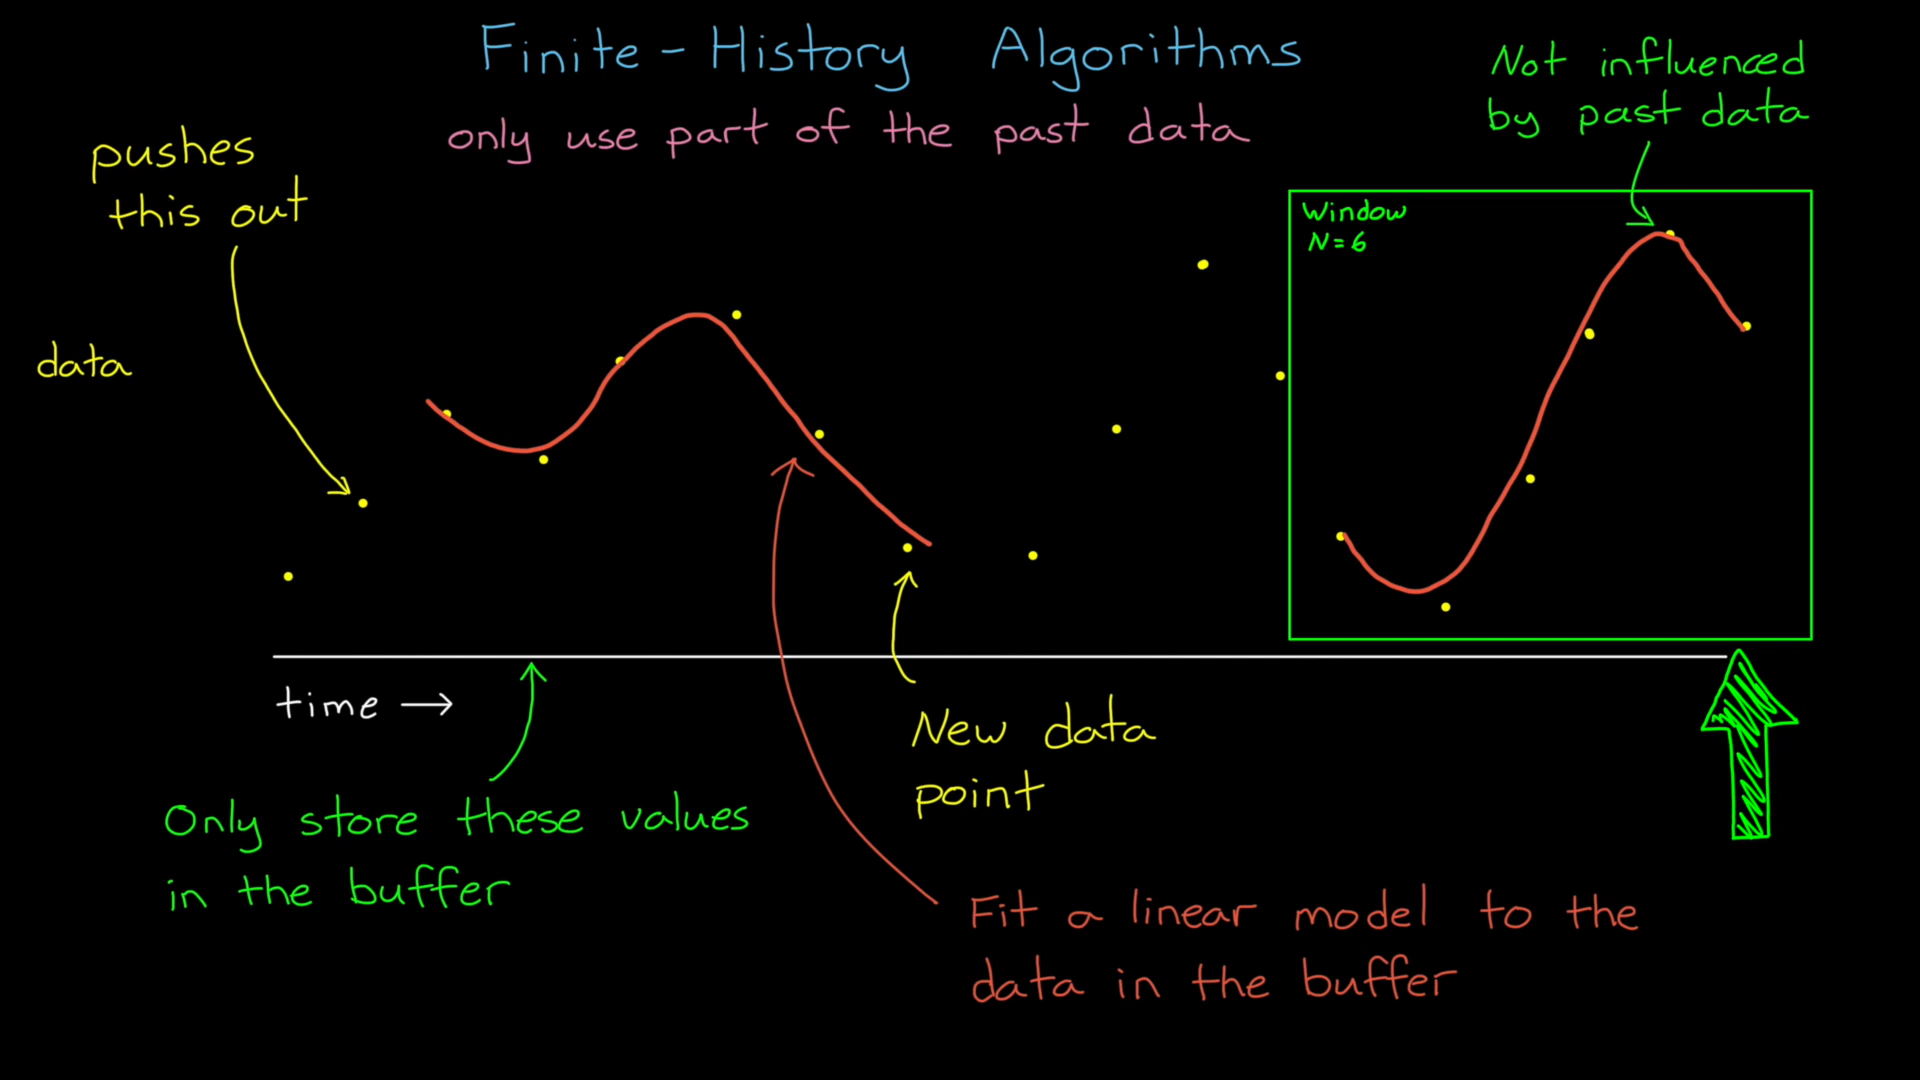 Finite-History Algorithms
only use part of the past data
Not influenced
by past data
pushes
this out
Window
N=6
data
time →
New data
point
Only store these values
in the buffer
Fit a linear model to the
data in the buffer